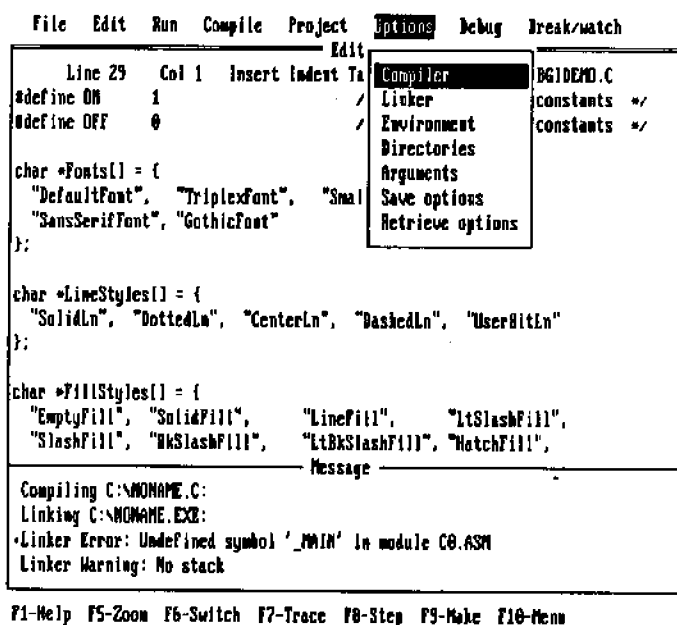 File Edit Run Compile Project Options Debug Break/watch
Edit
Line 29 Col 1 Insert Indent Ta BGIDEMO.C
#define ON 1 / constants */
#define OFF 0 / constants */
Compiler
Linker
Environment
Directories
Arguments
Save options
Retrieve options
char *Fonts[] = {
"DefaultFont", "TriplexFont", "Smal
"SansSerifFont", "GothicFont"
};
char *LineStyles[] = {
"SolidLn", "DottedLn", "CenterLn", "DashedLn", "UserBitLn"
};
char *FillStyles[] = {
"EmptyFill", "SolidFill", "LineFill", "LtSlashFill",
"SlashFill", "BkSlashFill", "LtBkSlashFill", "HatchFill",
Message
Compiling C:\NONAME.C:
Linking C:\NONAME.EXE:
·Linker Error: Undefined symbol '_MAIN' in module C0.ASM
Linker Warning: No stack
F1-Help F5-Zoom F6-Switch F7-Trace F8-Step F9-Make F10-Menu